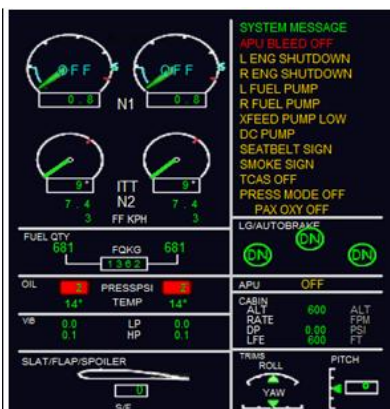 OFF OFF
0.8 N1 0.8
9° ITT 9°
7.4 N2 7.4
3 FF KPH 3
FUEL QTY
681 FQKG 681
1362
OIL 2 PRESSPSI 2
14° TEMP 14°
VIB 0.0 LP 0.0
0.1 HP 0.1
SLAT/FLAP/SPOILER
0
S/F
SYSTEM MESSAGE
APU BLEED OFF
L ENG SHUTDOWN
R ENG SHUTDOWN
L FUEL PUMP
R FUEL PUMP
XFEED PUMP LOW
DC PUMP
SEATBELT SIGN
SMOKE SIGN
TCAS OFF
PRESS MODE OFF
PAX OXY OFF
LG/AUTOBRAKE
DN DN DN
APU OFF
CABIN
ALT 600 ALT
RATE FPM
DP 0.00 PSI
LFE 600 FT
TRIMS
ROLL PITCH
YAW 0